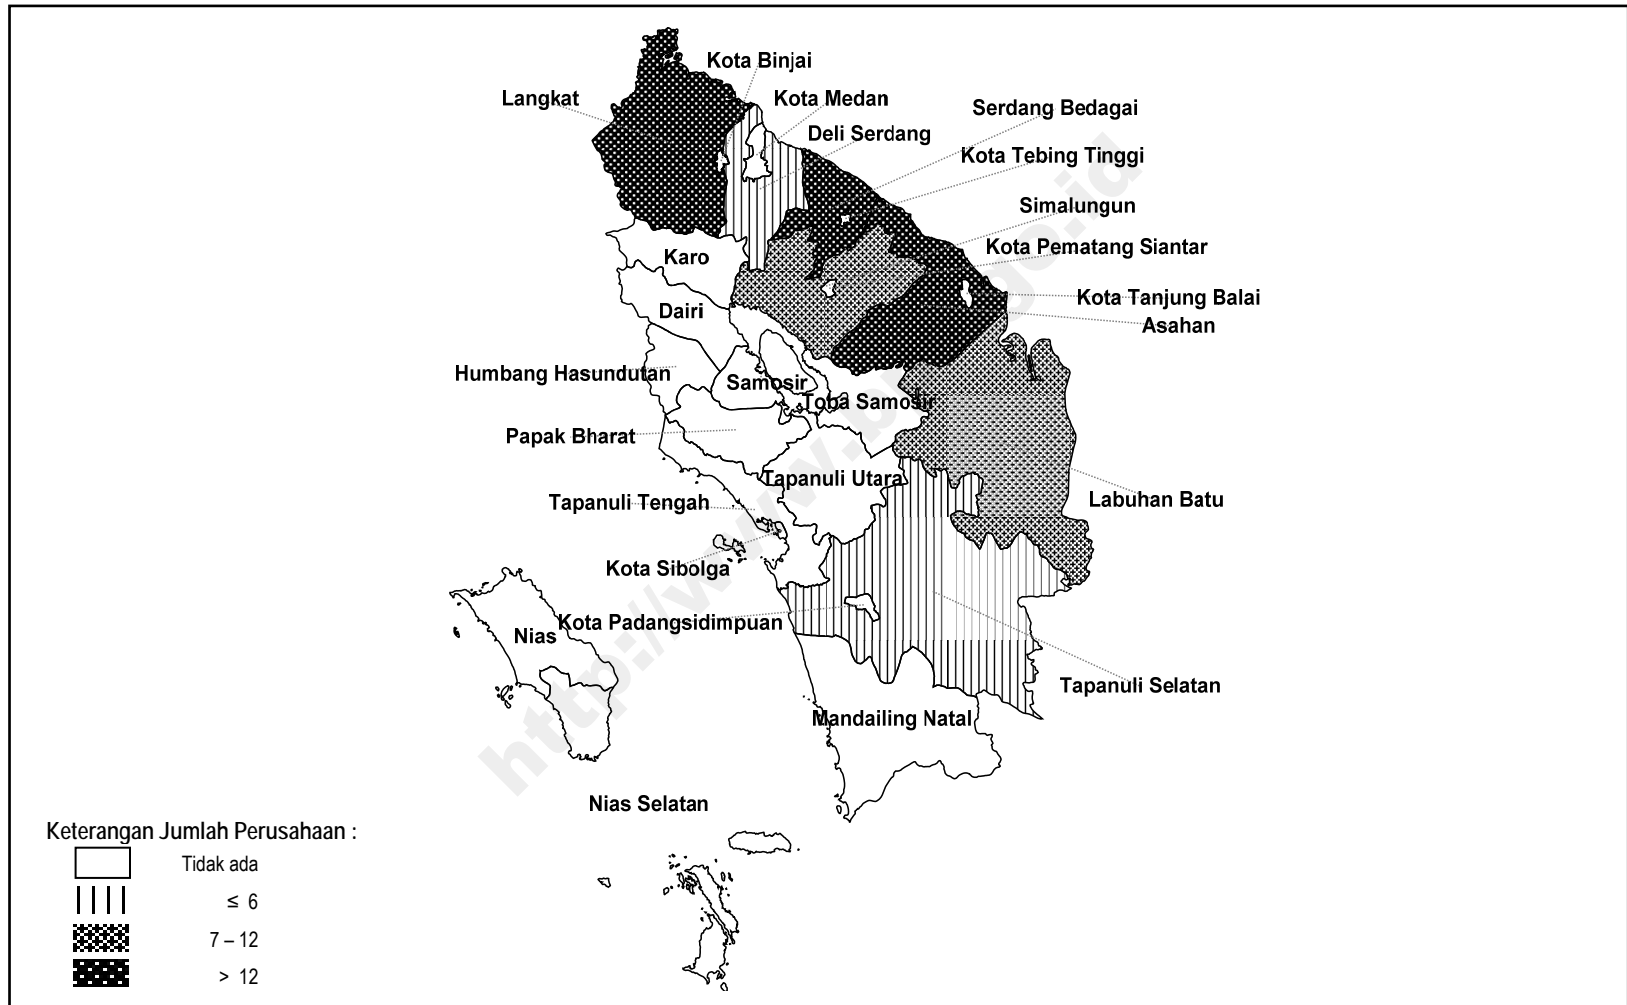 Kota Binjai
Langkat
Kota Medan
Serdang Bedagai
Deli Serdang
Kota Tebing Tinggi
Simalungun
Kota Pematang Siantar
Karo
Kota Tanjung Balai
Dairi
Asahan
Humbang Hasundutan
Samosir
Toba Samosir
Papak Bharat
Tapanuli Utara
Tapanuli Tengah
Labuhan Batu
Kota Sibolga
Kota Padangsidimpuan
Nias
Tapanuli Selatan
Mandailing Natal
Nias Selatan
Keterangan Jumlah Perusahaan :
Tidak ada
≤ 6
7 – 12
> 12